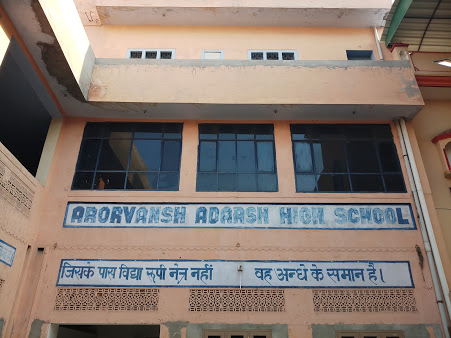 ARORVANSH ADARSH HIGH SCHOOL
जिसके पास विद्या रुपी नेत्र नहीं वह अन्धे के समान है।